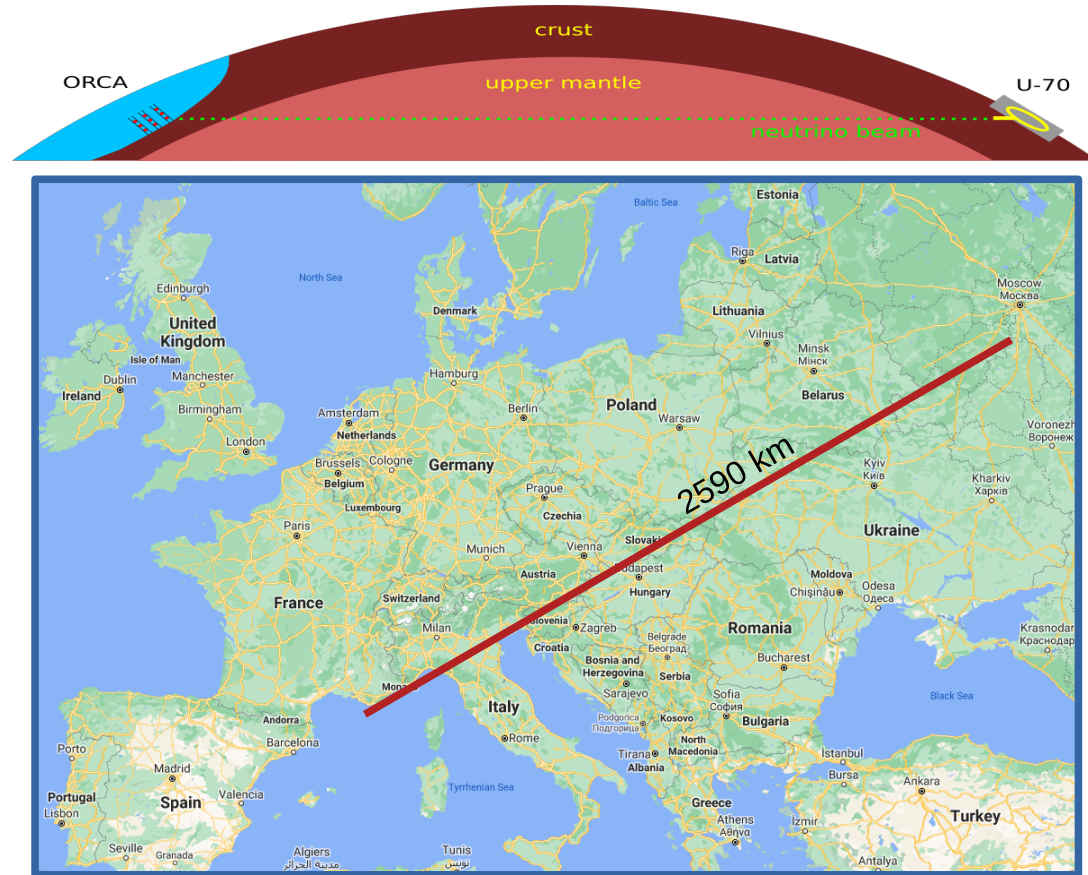 crust
ORCA
upper mantle
U-70
neutrino beam
Estonia
Baltic Sea
Riga
Latvia
North Sea
Moscow
Москва
Edinburgh
Denmark
Lithuania
United
Kingdom
Vilnius
Isle of Man
Minsk
Мінск
Dublin
Manchester
Hamburg
Ireland
Belarus
Birmingham
Amsterdam
Berlin
Poland
Warsaw
Netherlands
Voronezh
Воронеж
London
Brussels
Cologne
Germany
2590 km
Kyiv
Київ
Belgium
Kharkiv
Харків
Luxembourg
Prague
Czechia
Paris
Ukraine
Slovaki
Munich
Vienna
Austria
Budapest
Moldova
Hungary
Chișinău
Odesa
Одеса
France
Switzerland
Milan
Slovenia
Zagreb
Romania
Krasnodar
Краснодар
Croatia
Belgrade
Београд
Bosnia and
Herzegovina
Serbia
Bucharest
Monaco
Sarajevo
Italy
Sofia
София
Black Sea
Andorra
Podgorica
Подгорица
Kosovo
Bulgaria
Porto
Barcelona
Rome
North
Macedonia
Tirana
Albania
İstanbul
Madrid
Bursa
Ankara
Portugal
Spain
Valencia
Tyrrhenian Sea
Greece
Turkey
Lisbon
Athens
Αθήνα
İzmir
Seville
Granada
Algiers
مدينة الجزائر
Tunis
تونس
Antalya